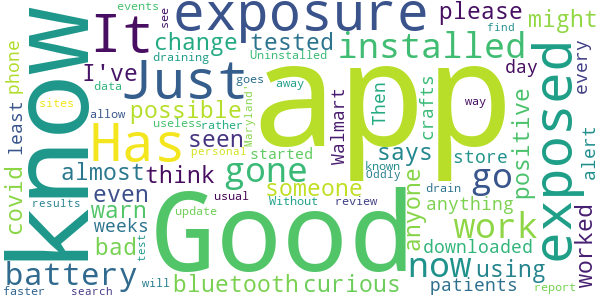 events
see
phone
It
exposure
please
might
find
draining
change
tested
Uninstalled
I've
installed
every
Just
data
goes
away
day
least
sites
possible
allow
useless
rather
Then
crafts
way
know
app
Has
seen
Maryland's
Walmart
says
store
positive
exposed
alert
almost
think
started
gone
personal
someone
known
Oddly
go
covid
even
Good
anyone
anything
work
warn
update
usual
Without
review
drain
worked
results
weeks
bad
test
now
downloaded
using
battery
will
bluetooth
curious
patients
faster
search
report